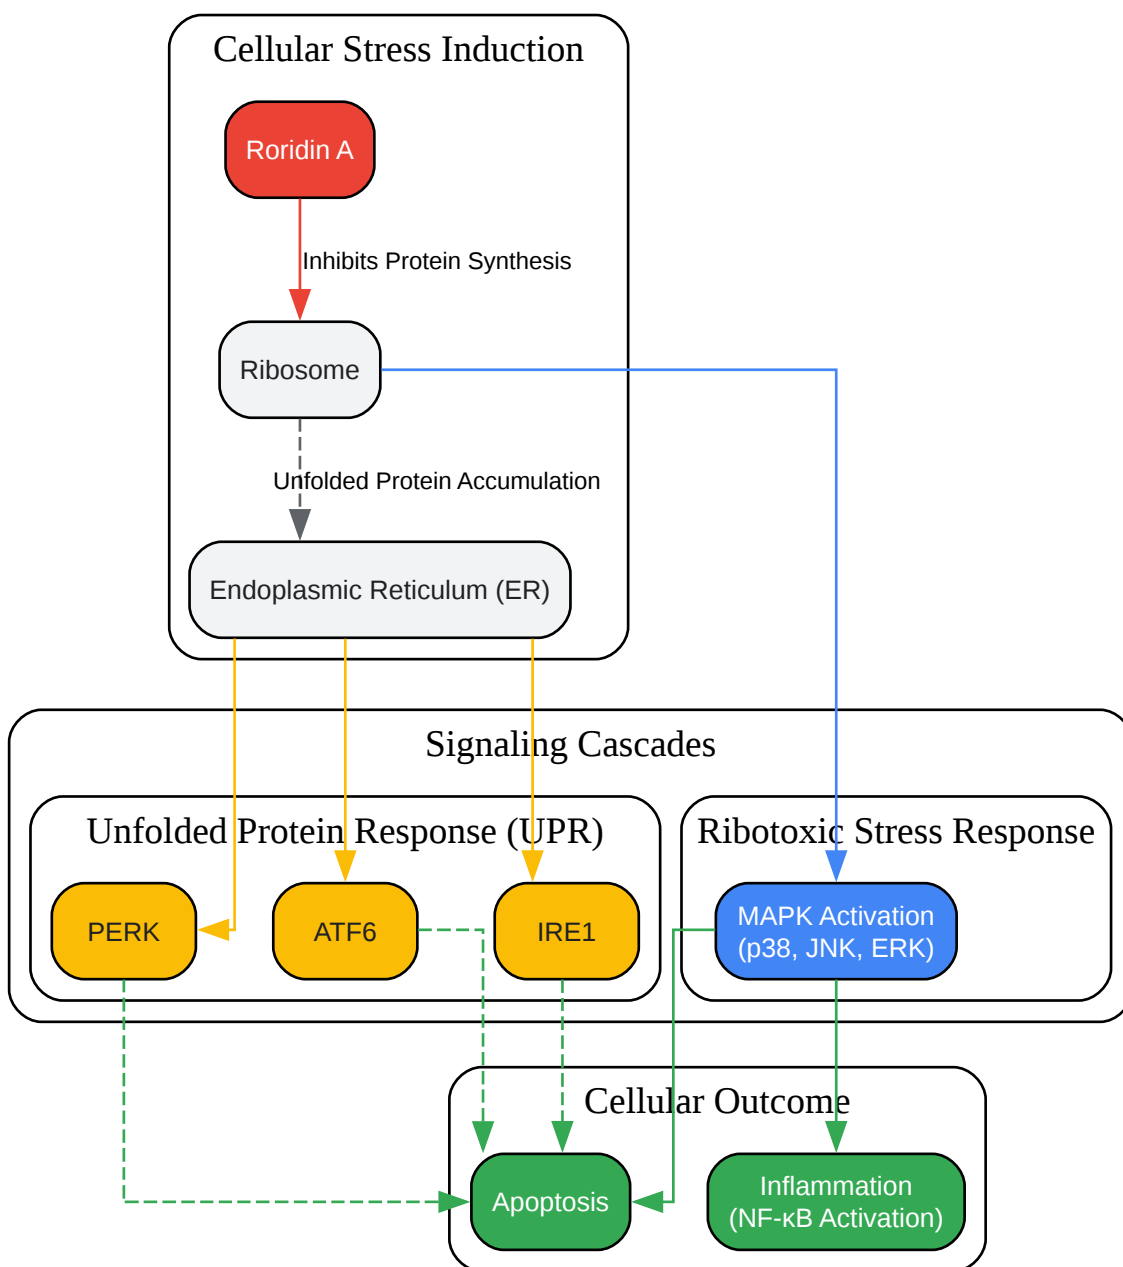 Cellular Stress Induction
Roridin A
Inhibits Protein Synthesis
Ribosome
Unfolded Protein Accumulation
Endoplasmic Reticulum (ER)
Signaling Cascades
Unfolded Protein Response (UPR)
Ribotoxic Stress Response
PERK
ATF6
IRE1
MAPK Activation
(p38, JNK, ERK)
Cellular Outcome
Apoptosis
Inflammation
(NF-κB Activation)